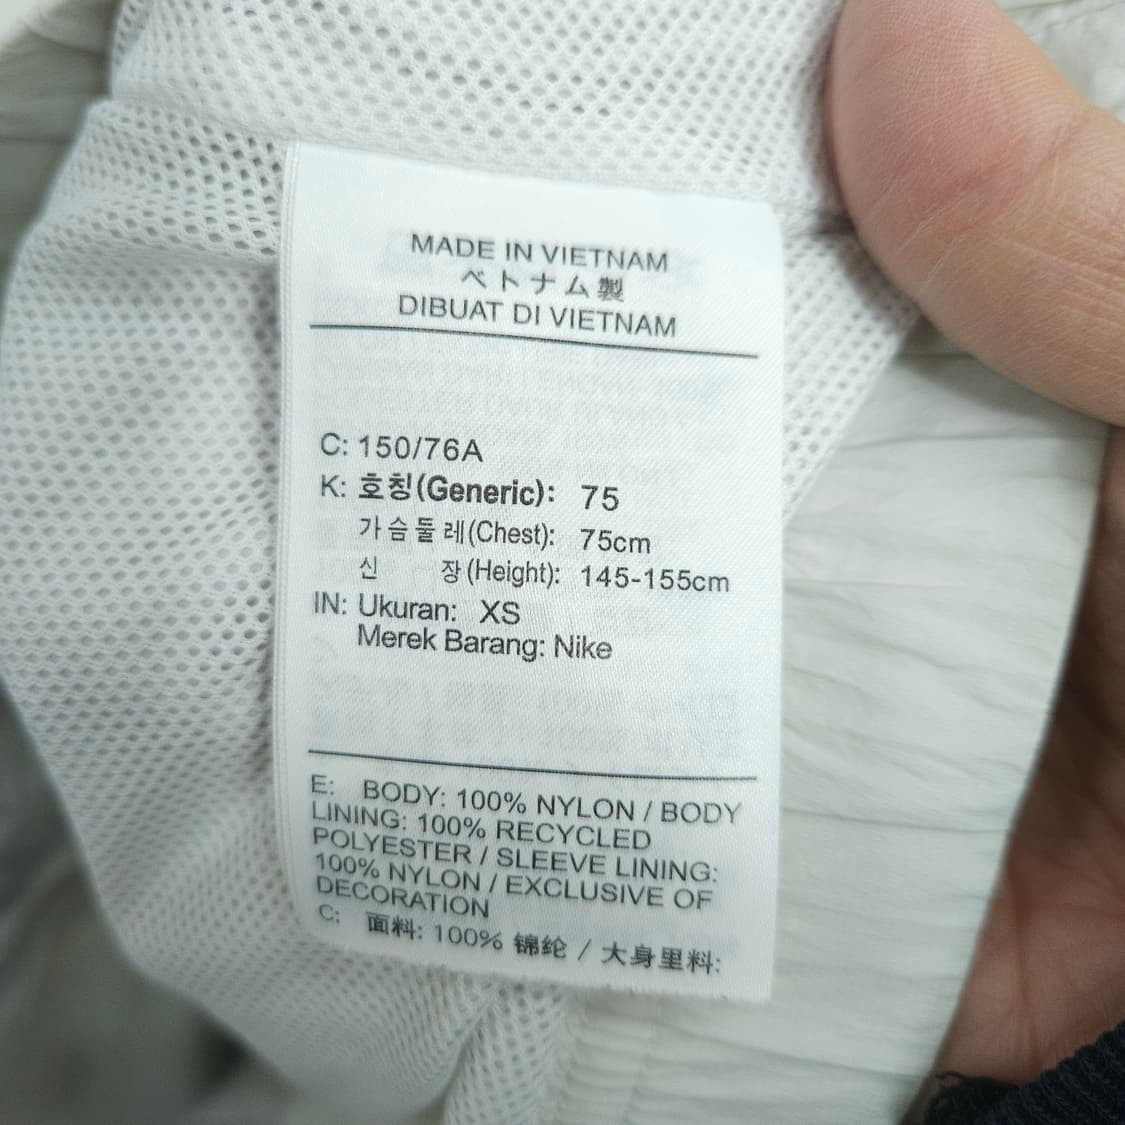 MADE IN VIETNAM
ベトナム製
DIBUAT DI VIETNAM
C: 150/76A
K: 호칭(Generic): 75
가슴둘레(Chest): 75cm
신 장(Height): 145-155cm
IN: Ukuran: XS
Merek Barang: Nike
E: BODY: 100% NYLON / BODY
LINING: 100% RECYCLED
POLYESTER / SLEEVE LINING:
100% NYLON / EXCLUSIVE OF
DECORATION
C: 面料: 100% 锦纶 / 大身里料: